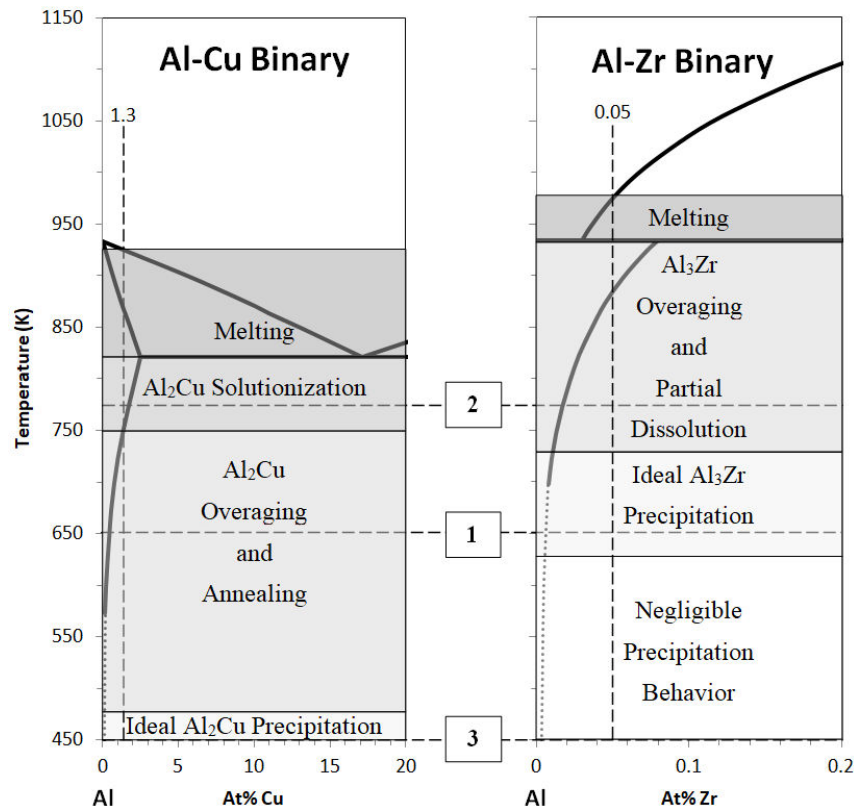 Al-Cu Binary
Al-Zr Binary
Temperature (K)
1150
1050
950
850
750
650
550
450
1.3
Melting
Al₂Cu Solutionization
Al₂Cu
Overaging
and
Annealing
Ideal Al₂Cu Precipitation
0
5
10
15
20
Al
At% Cu
2
1
3
0.05
Melting
Al₃Zr
Overaging
and
Partial
Dissolution
Ideal Al₃Zr
Precipitation
Negligible
Precipitation
Behavior
0
0.1
0.2
Al
At% Zr